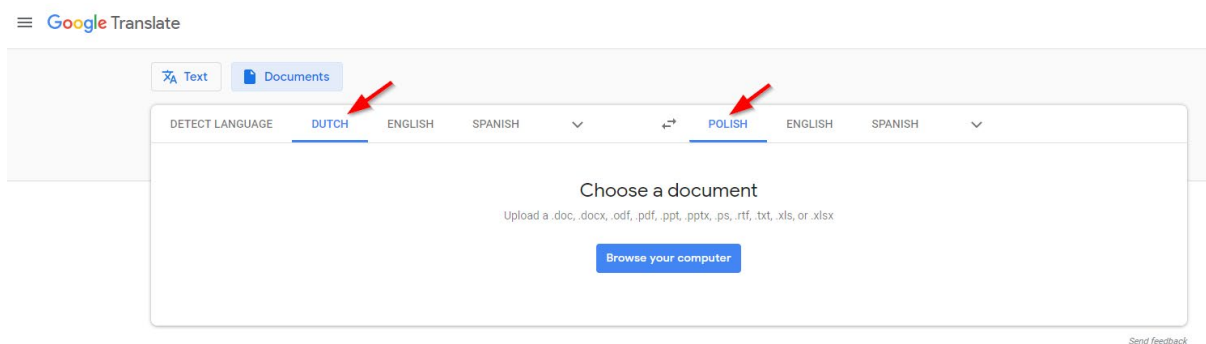 Google Translate
Text Documents
DETECT LANGUAGE DUTCH ENGLISH SPANISH POLISH ENGLISH SPANISH
Choose a document
Upload a .doc, .docx, .odf, .pdf, .ppt, .pptx, .ps, .rtf, .txt, .xls, or .xlsx
Browse your computer
Send feedback